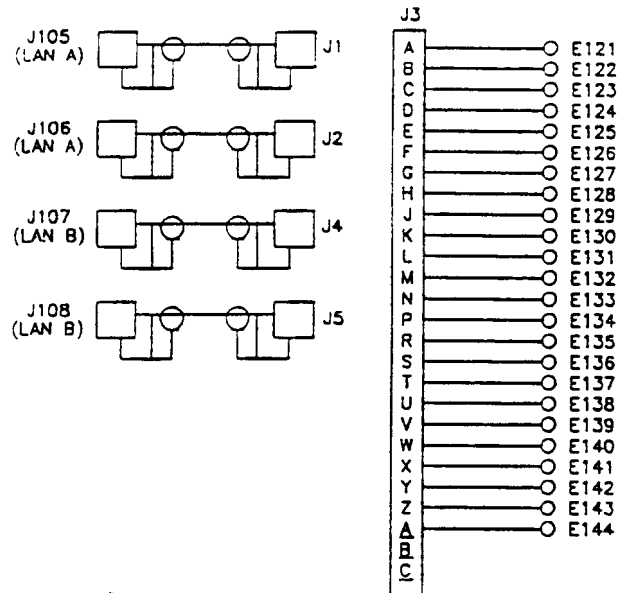 J105
(LAN A)
J1
J106
(LAN A)
J2
J107
(LAN B)
J4
J108
(LAN B)
J5
J3
A E121
B E122
C E123
D E124
E E125
F E126
G E127
H E128
J E129
K E130
L E131
M E132
N E133
P E134
R E135
S E136
T E137
U E138
V E139
W E140
X E141
Y E142
Z E143
A E144
B
C